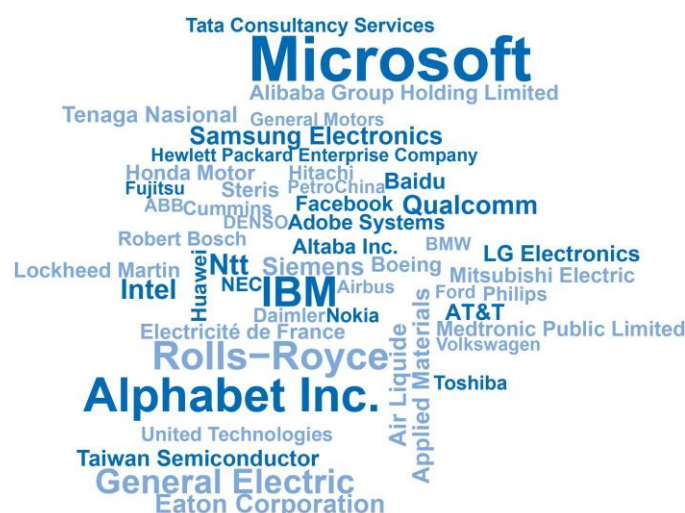 Tata Consultancy Services
Microsoft
Alibaba Group Holding Limited
Tenaga Nasional
General Motors
Samsung Electronics
Hewlett Packard Enterprise Company
Honda Motor
Hitachi
Fujitsu
Steris
PetroChina
Baidu
ABB
Cummins
Facebook
Qualcomm
DENSO
Adobe Systems
Robert Bosch
Altaba Inc.
BMW
LG Electronics
Lockheed Martin
Huawei
Ntt
Siemens
Boeing
Mitsubishi Electric
Intel
NEC
IBM
Airbus
Ford
Philips
Daimler
Nokia
AT&T
Electricité de France
Medtronic Public Limited
Volkswagen
Rolls−Royce
Air Liquide
Applied Materials
Toshiba
Alphabet Inc.
United Technologies
Taiwan Semiconductor
General Electric
Eaton Corporation